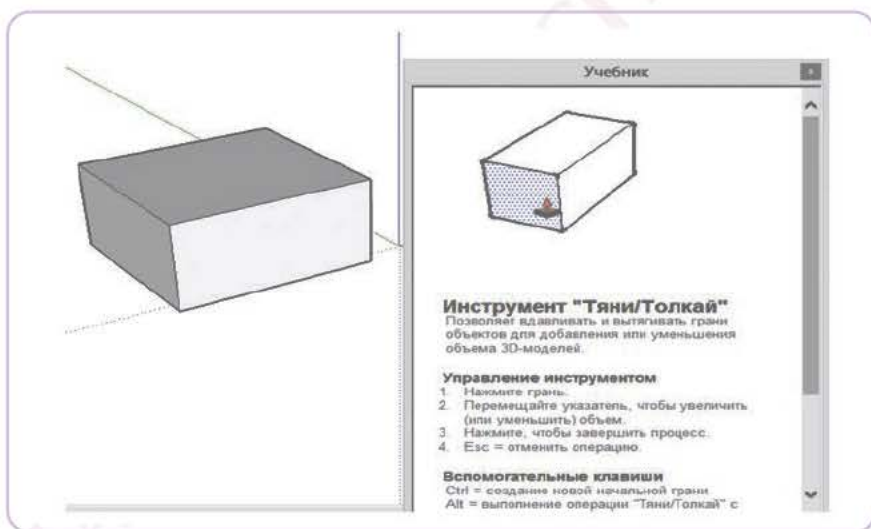 Учебник
Инструмент "Тяни/Толкай"
Позволяет вдавливать и вытягивать грани
объектов для добавления или уменьшения
объема 3D-моделей.
Управление инструментом
1. Нажмите грань.
2. Перемещайте указатель, чтобы увеличить
(или уменьшить) объем.
3. Нажмите, чтобы завершить процесс.
4. Esc = отменить операцию.
Вспомогательные клавиши
Ctrl = создание новой начальной грани
Alt = выполнение операции "Тяни/Толкай" с